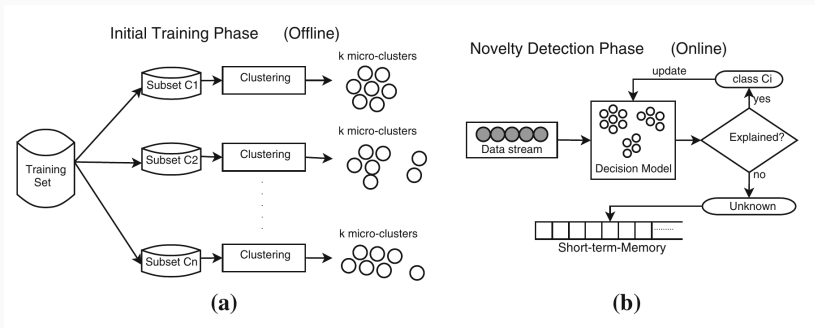 Initial Training Phase (Offline)
k micro-clusters
Subset C1
Clustering
k micro-clusters
Training
Set
Subset C2
Clustering
k micro-clusters
Subset Cn
Clustering
(a)
Novelty Detection Phase (Online)
update
class Ci
yes
Data stream
Decision Model
Explained?
no
Unknown
Short-term-Memory
(b)